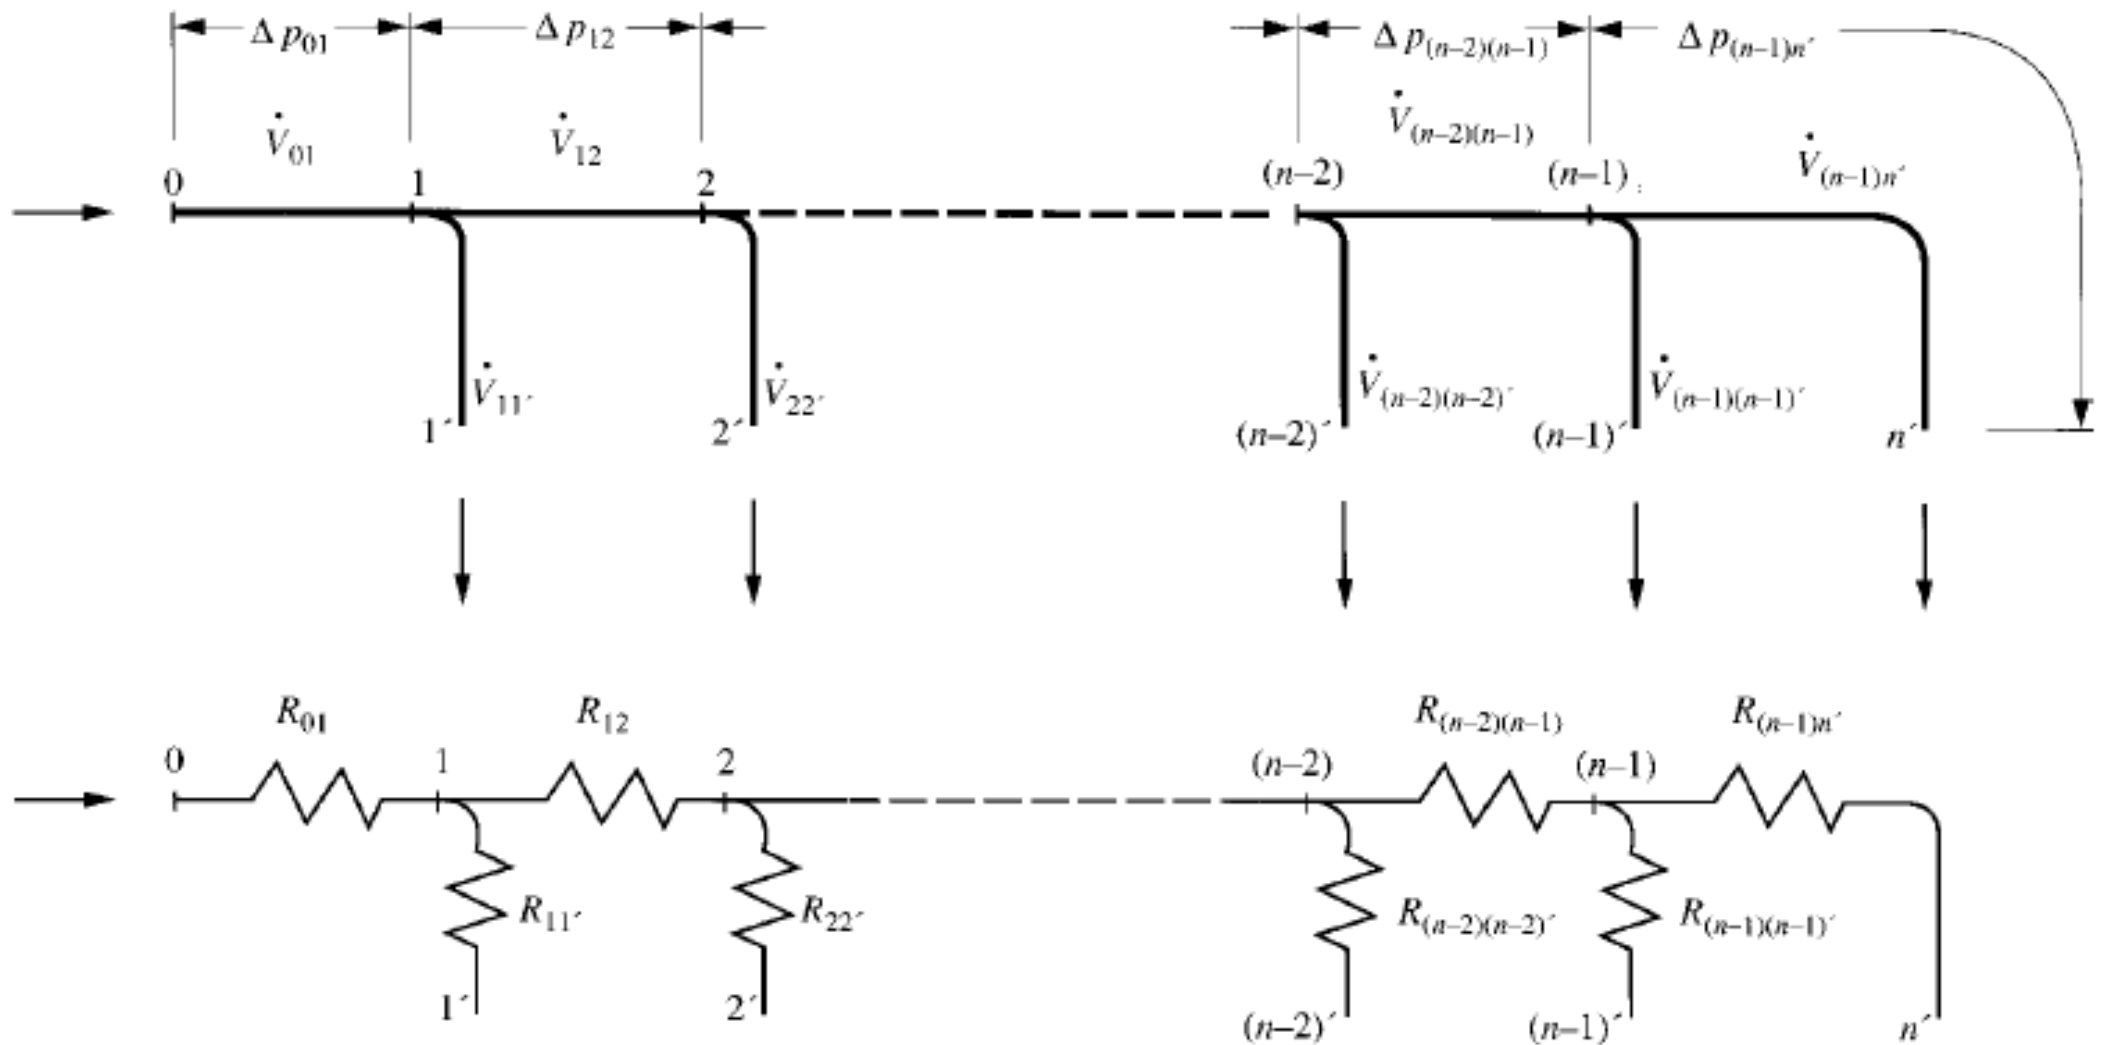 Δp₀₁ Δp₁₂ Δp₍ₙ₋₂₎₍ₙ₋₁₎ Δp₍ₙ₋₁₎ₙ′
V̇₀₁ V̇₁₂ V̇₍ₙ₋₂₎₍ₙ₋₁₎ V̇₍ₙ₋₁₎ₙ′
0 1 2 (n–2) (n–1)
V̇₁₁′ V̇₂₂′ V̇₍ₙ₋₂₎₍ₙ₋₂₎′ V̇₍ₙ₋₁₎₍ₙ₋₁₎′
1′ 2′ (n–2)′ (n–1)′ n′
R₀₁ R₁₂ R₍ₙ₋₂₎₍ₙ₋₁₎ R₍ₙ₋₁₎ₙ′
0 1 2 (n–2) (n–1)
R₁₁′ R₂₂′ R₍ₙ₋₂₎₍ₙ₋₂₎′ R₍ₙ₋₁₎₍ₙ₋₁₎′
1′ 2′ (n–2)′ (n–1)′ n′